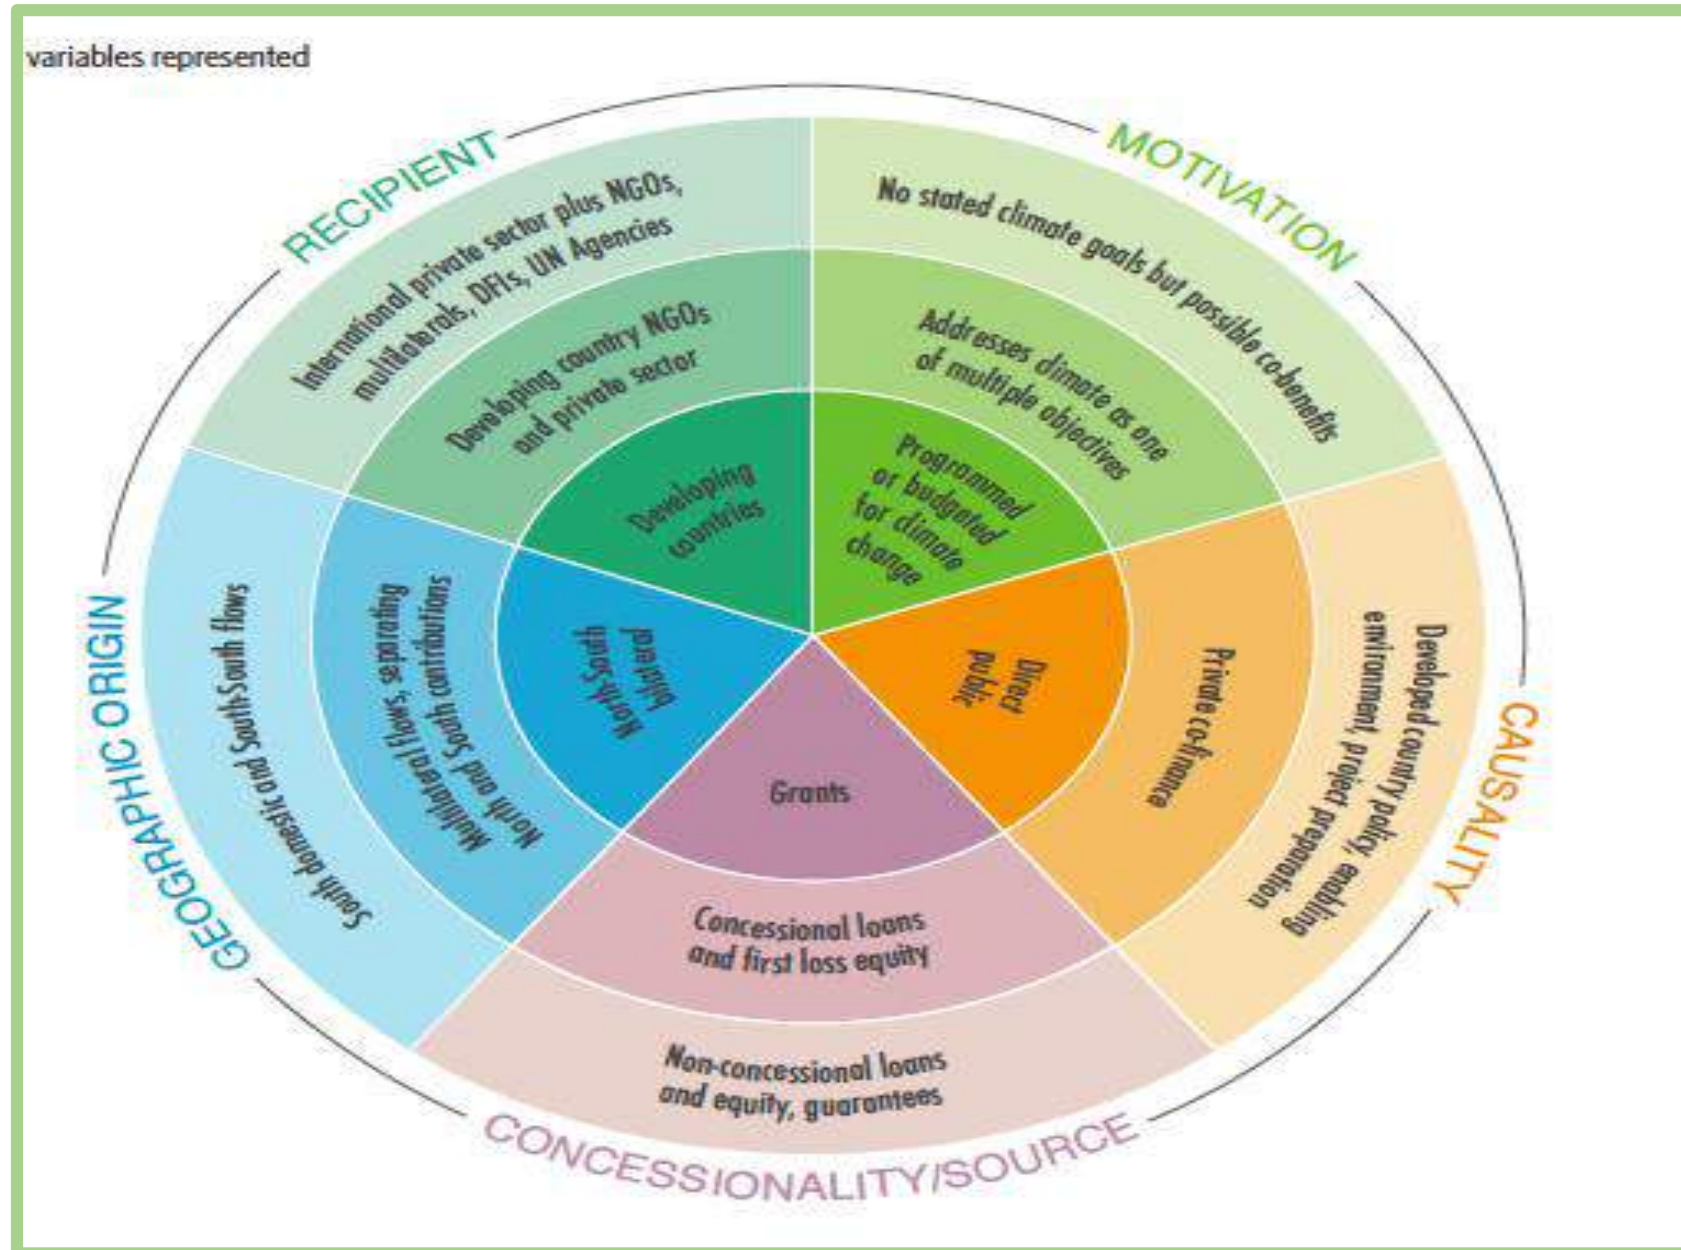 variables represented
RECIPIENT
International private sector plus NGOs,
multilaterals, DFIs, UN Agencies
Developing country NGOs
and private sector
Developing
countries
MOTIVATION
No stated climate goals but possible co-benefits
Addresses climate as one
of multiple objectives
Programmed
or budgeted
for climate
change
CAUSALITY
Developed country policy, enabling
environment, project preparation
Private co-finance
Direct
public
CONCESSIONALITY/SOURCE
Grants
Concessional loans
and first loss equity
Non-concessional loans
and equity, guarantees
GEOGRAPHIC ORIGIN
South domestic and South-South flows
Multilateral flows, separating
North and South contributions
North-South
bilateral